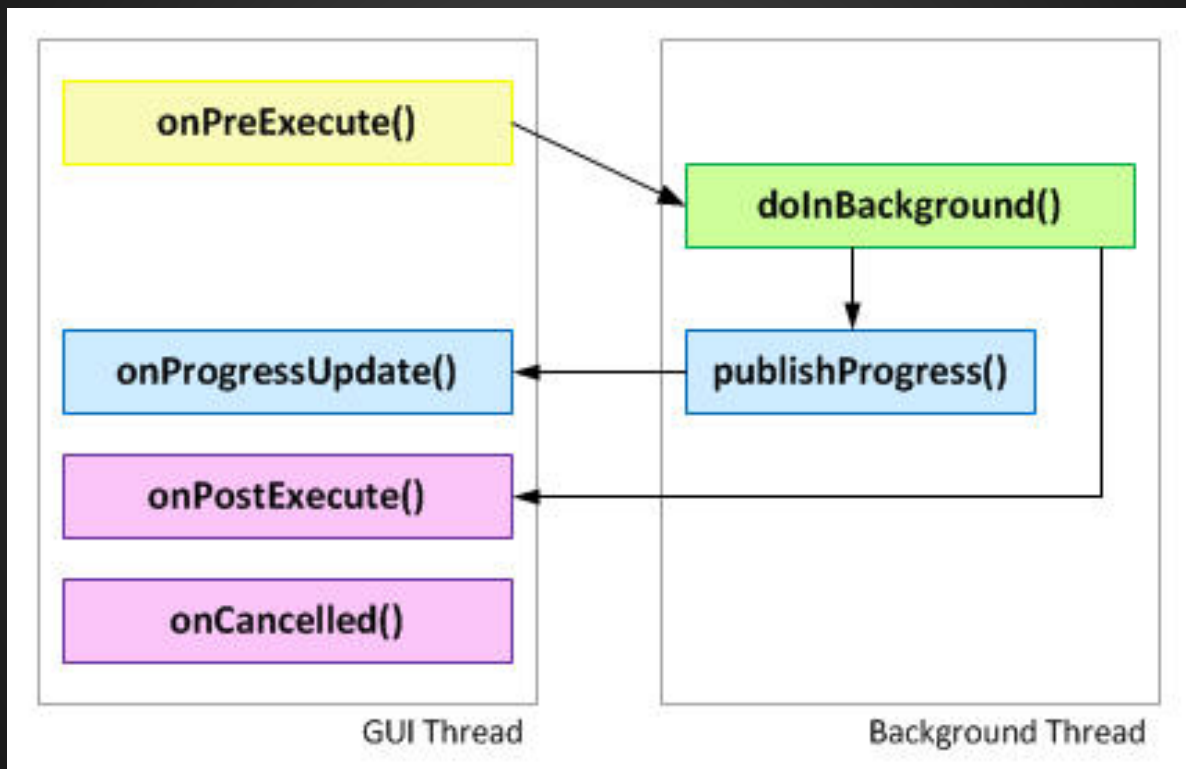 onPreExecute()
doInBackground()
onProgressUpdate()
publishProgress()
onPostExecute()
onCancelled()
GUI Thread
Background Thread